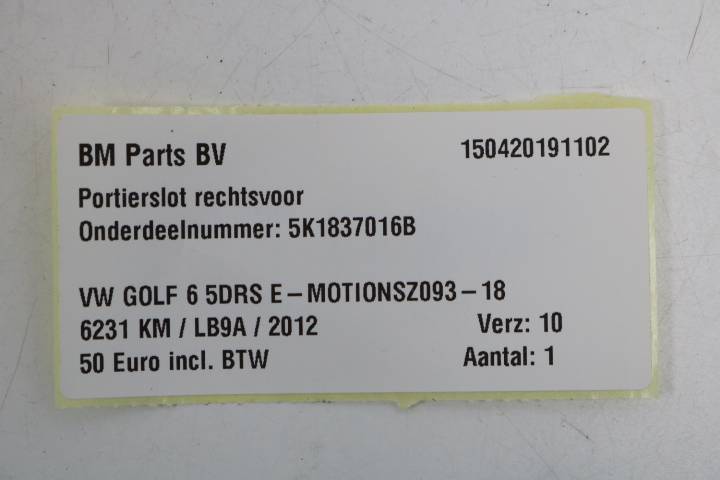 BM Parts BV 150420191102
Portierslot rechtsvoor
Onderdeelnummer: 5K1837016B
VW GOLF 6 5DRS E-MOTIONSZ093-18
6231 KM / LB9A / 2012 Verz: 10
50 Euro incl. BTW Aantal: 1